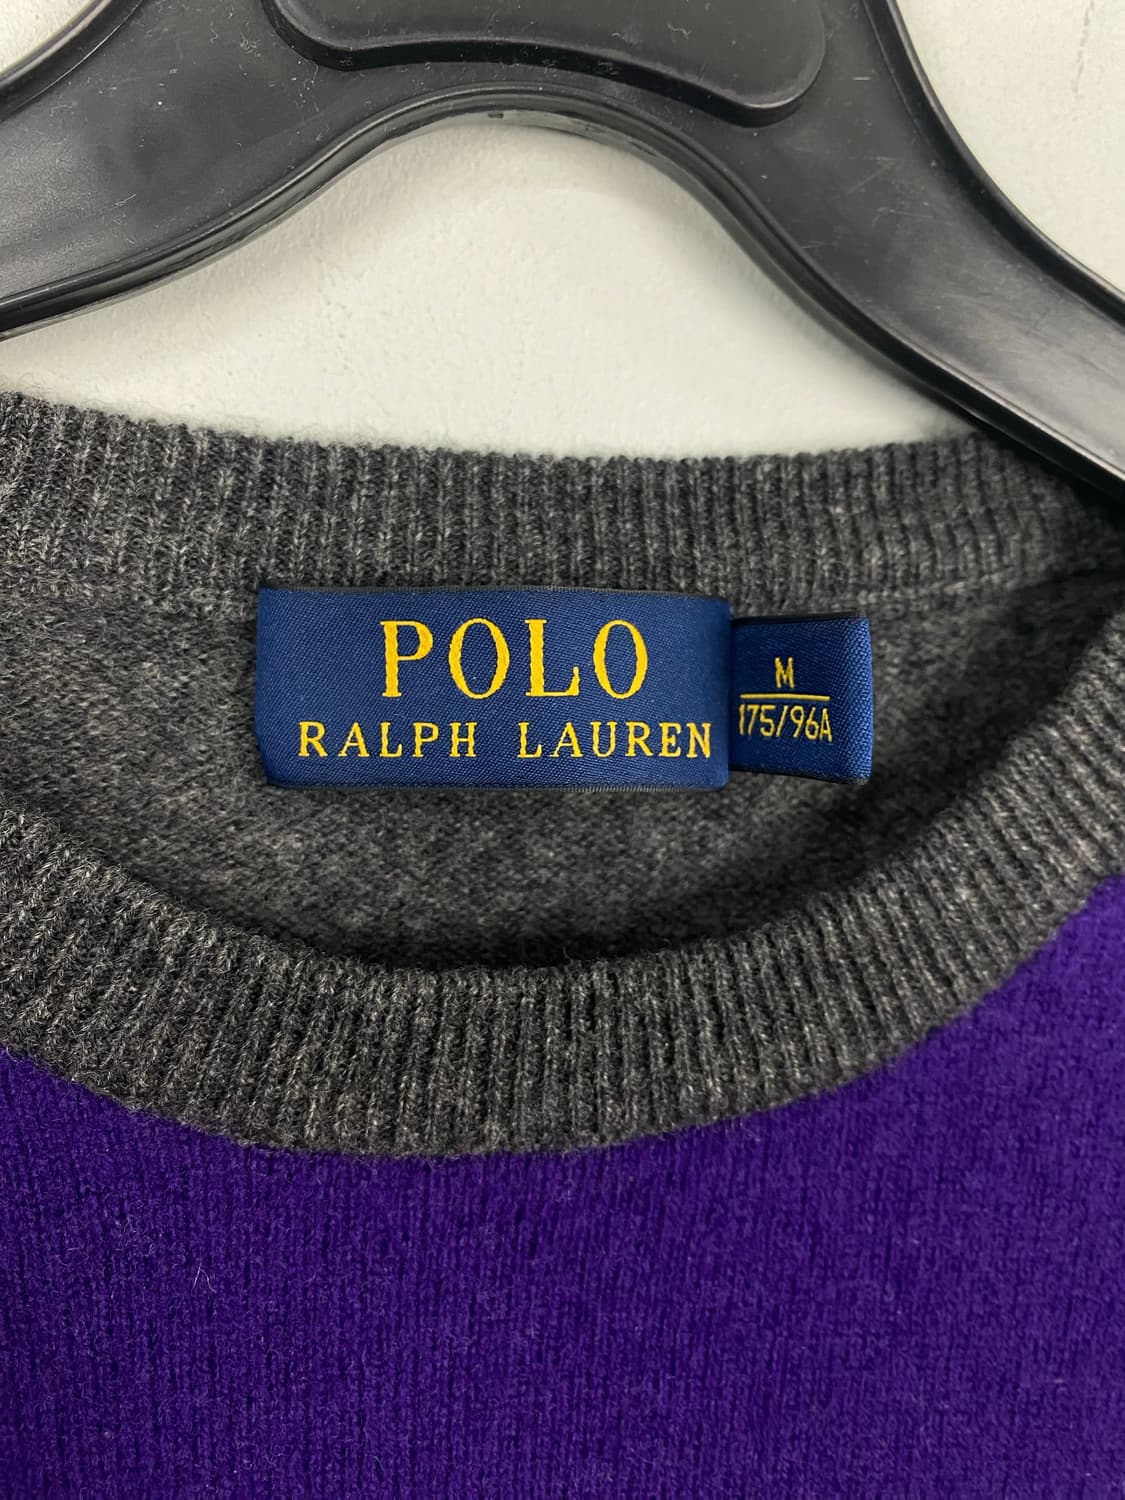 POLO
RALPH LAUREN
M
175/96A